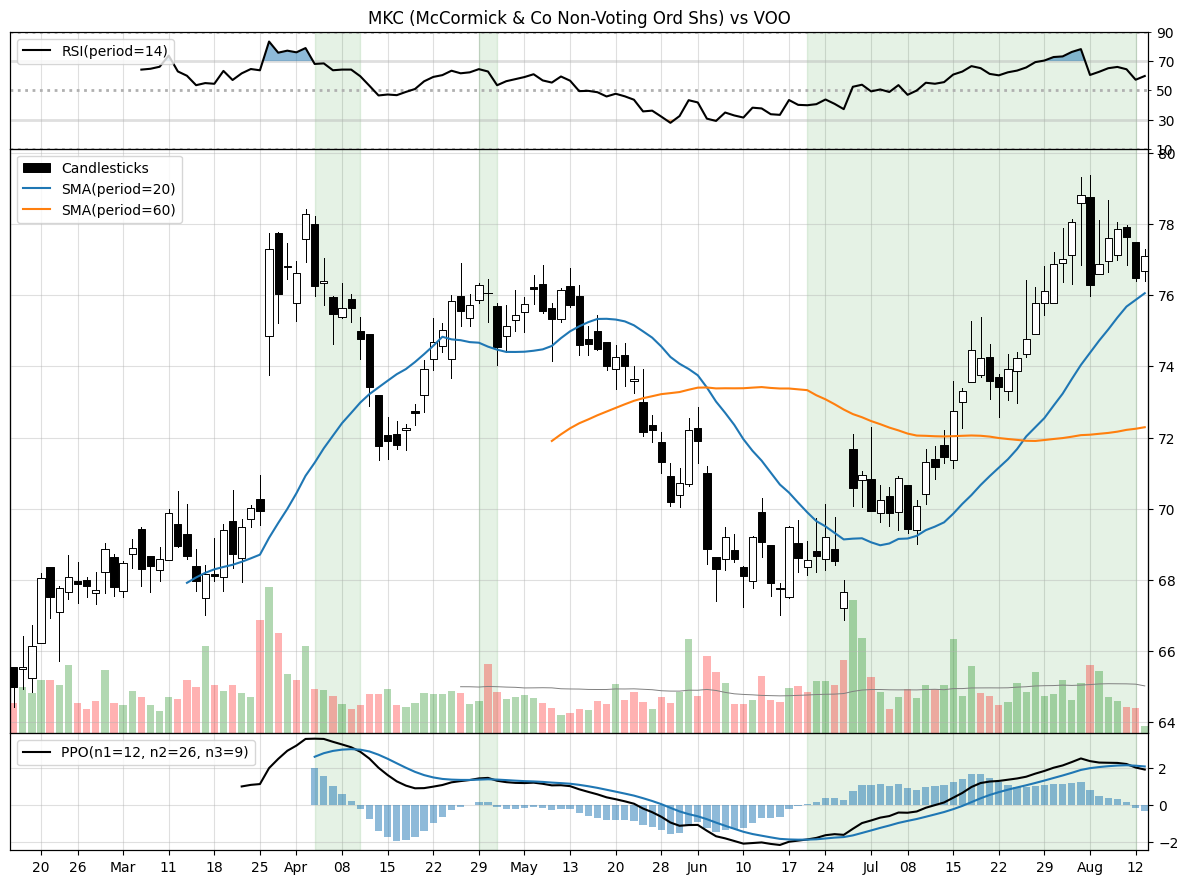 MKC (McCormick & Co Non-Voting Ord Shs) vs VOO
RSI(period=14)
90
70
50
30
10
Candlesticks
SMA(period=20)
SMA(period=60)
80
78
76
74
72
70
68
66
64
PPO(n1=12, n2=26, n3=9)
2
0
−2
20 26 Mar 11 18 25 Apr 08 15 22 29 May 13 20 28 Jun 10 17 24 Jul 08 15 22 29 Aug 12